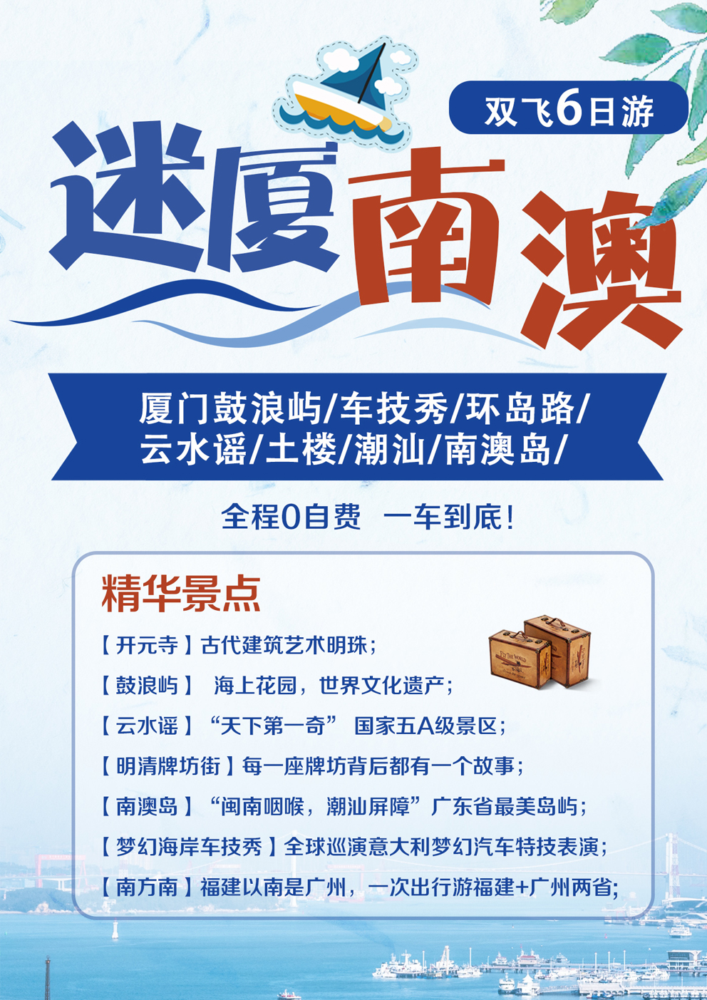 双飞6日游
迷厦南澳
厦门鼓浪屿/车技秀/环岛路/
云水谣/土楼/潮汕/南澳岛/
全程0自费 一车到底！
精华景点
【开元寺】古代建筑艺术明珠；
【鼓浪屿】 海上花园，世界文化遗产；
【云水谣】“天下第一奇” 国家五A级景区；
【明清牌坊街】每一座牌坊背后都有一个故事；
【南澳岛】“闽南咽喉，潮汕屏障”广东省最美岛屿；
【梦幻海岸车技秀】全球巡演意大利梦幻汽车特技表演；
【南方南】福建以南是广州，一次出行游福建+广州两省;
FLY THE WORLD